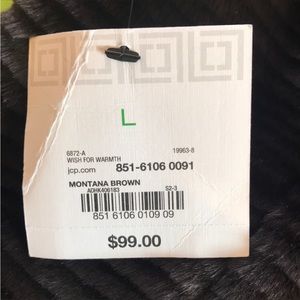 L
6872-A 19963-8
WISH FOR WARMTH
jcp.com 851-6106 0091
MONTANA BROWN
ADHK406183 S2-3
851 6106 0109 09
$99.00